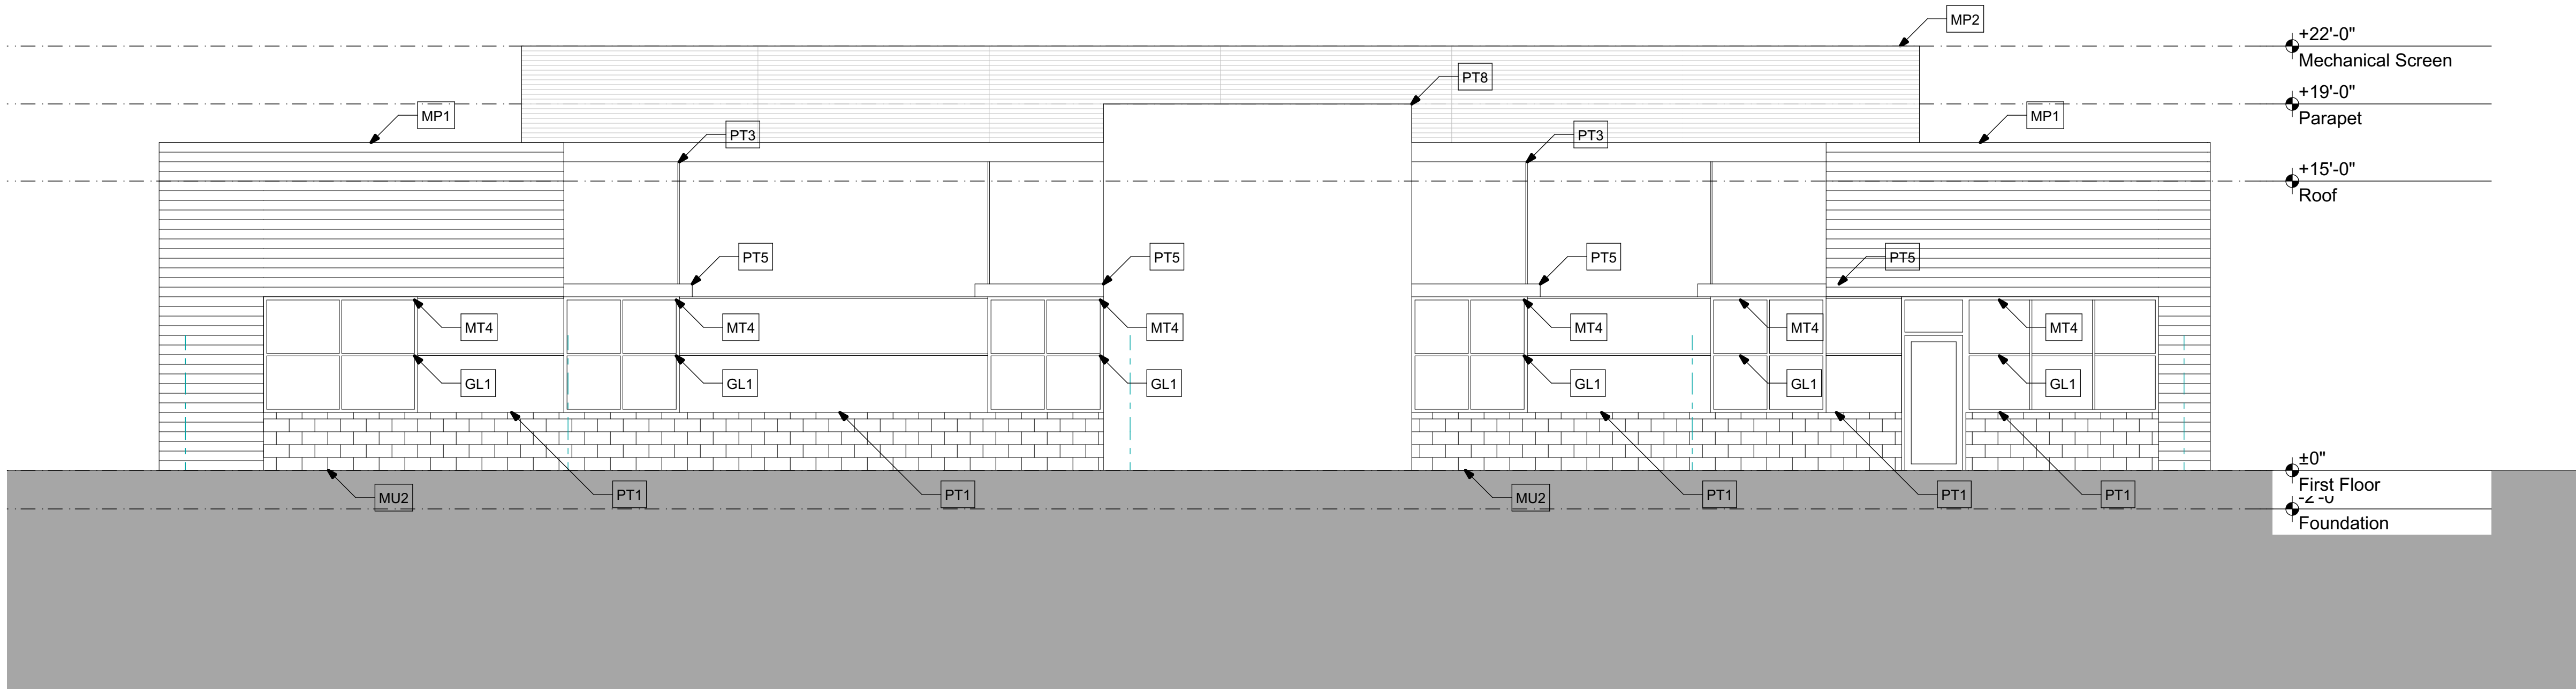 MP2
+22'-0"
Mechanical Screen
PT8
+19'-0"
Parapet
MP1
MP1
PT3
PT3
+15'-0"
Roof
PT5
PT5
PT5
PT5
MT4
MT4
MT4
MT4
MT4
MT4
GL1
GL1
GL1
GL1
GL1
GL1
±0"
First Floor
MU2
PT1
PT1
MU2
PT1
PT1
PT1
-2'-0"
Foundation